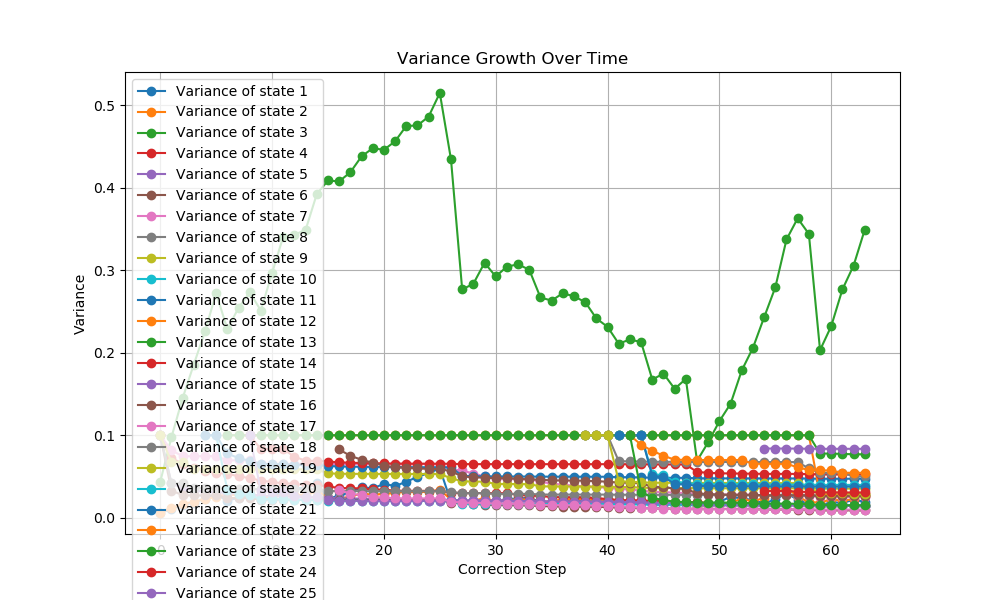 Variance Growth Over Time
Variance
0.5
0.4
0.3
0.2
0.1
0.0
Variance of state 1
Variance of state 2
Variance of state 3
Variance of state 4
Variance of state 5
Variance of state 6
Variance of state 7
Variance of state 8
Variance of state 9
Variance of state 10
Variance of state 11
Variance of state 12
Variance of state 13
Variance of state 14
Variance of state 15
Variance of state 16
Variance of state 17
Variance of state 18
Variance of state 19
Variance of state 20
Variance of state 21
Variance of state 22
Variance of state 23
Variance of state 24
Variance of state 25
0 10 20 30 40 50 60
Correction Step